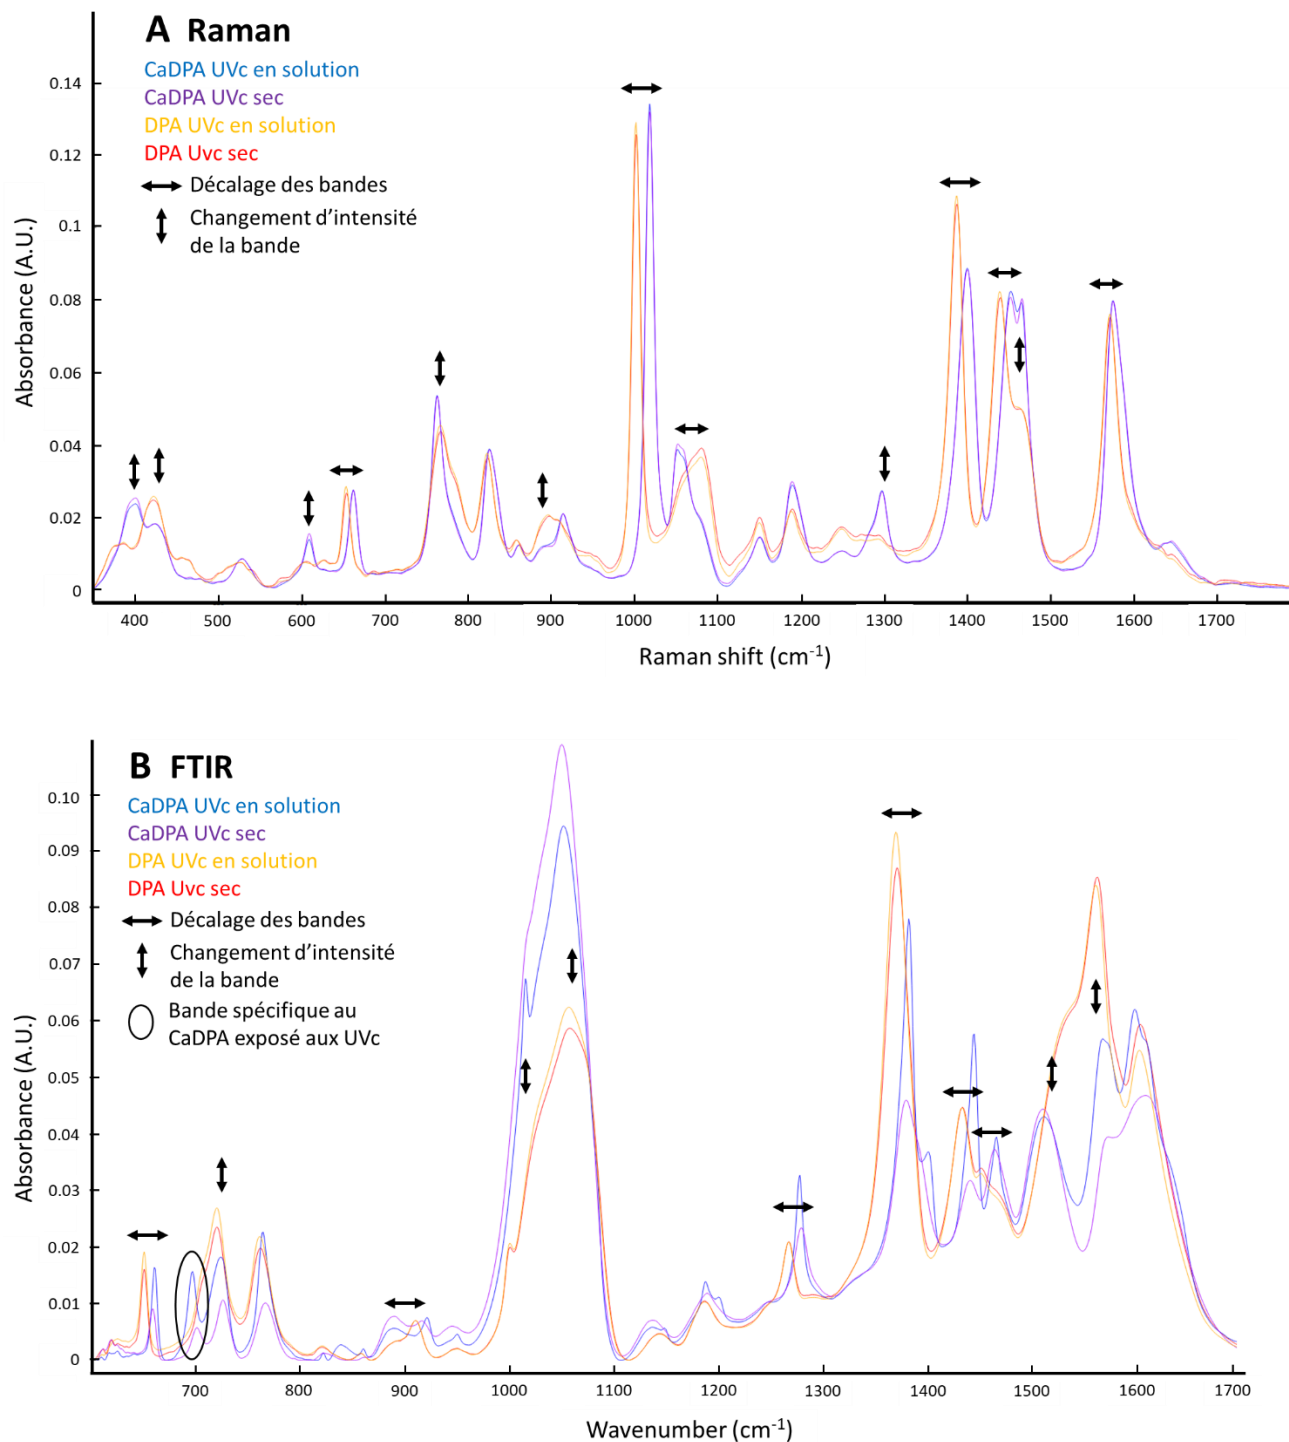 A Raman
CaDPA UVc en solution
CaDPA UVc sec
DPA UVc en solution
DPA Uvc sec
Décalage des bandes
Changement d'intensité
de la bande
Absorbance (A.U.)
0.14
0.12
0.1
0.08
0.06
0.04
0.02
0
400 500 600 700 800 900 1000 1100 1200 1300 1400 1500 1600 1700
Raman shift (cm⁻¹)
B FTIR
CaDPA UVc en solution
CaDPA UVc sec
DPA UVc en solution
DPA Uvc sec
Décalage des bandes
Changement d'intensité
de la bande
Bande spécifique au
CaDPA exposé aux UVc
Absorbance (A.U.)
0.10
0.09
0.08
0.07
0.06
0.05
0.04
0.03
0.02
0.01
0
700 800 900 1000 1100 1200 1300 1400 1500 1600 1700
Wavenumber (cm⁻¹)